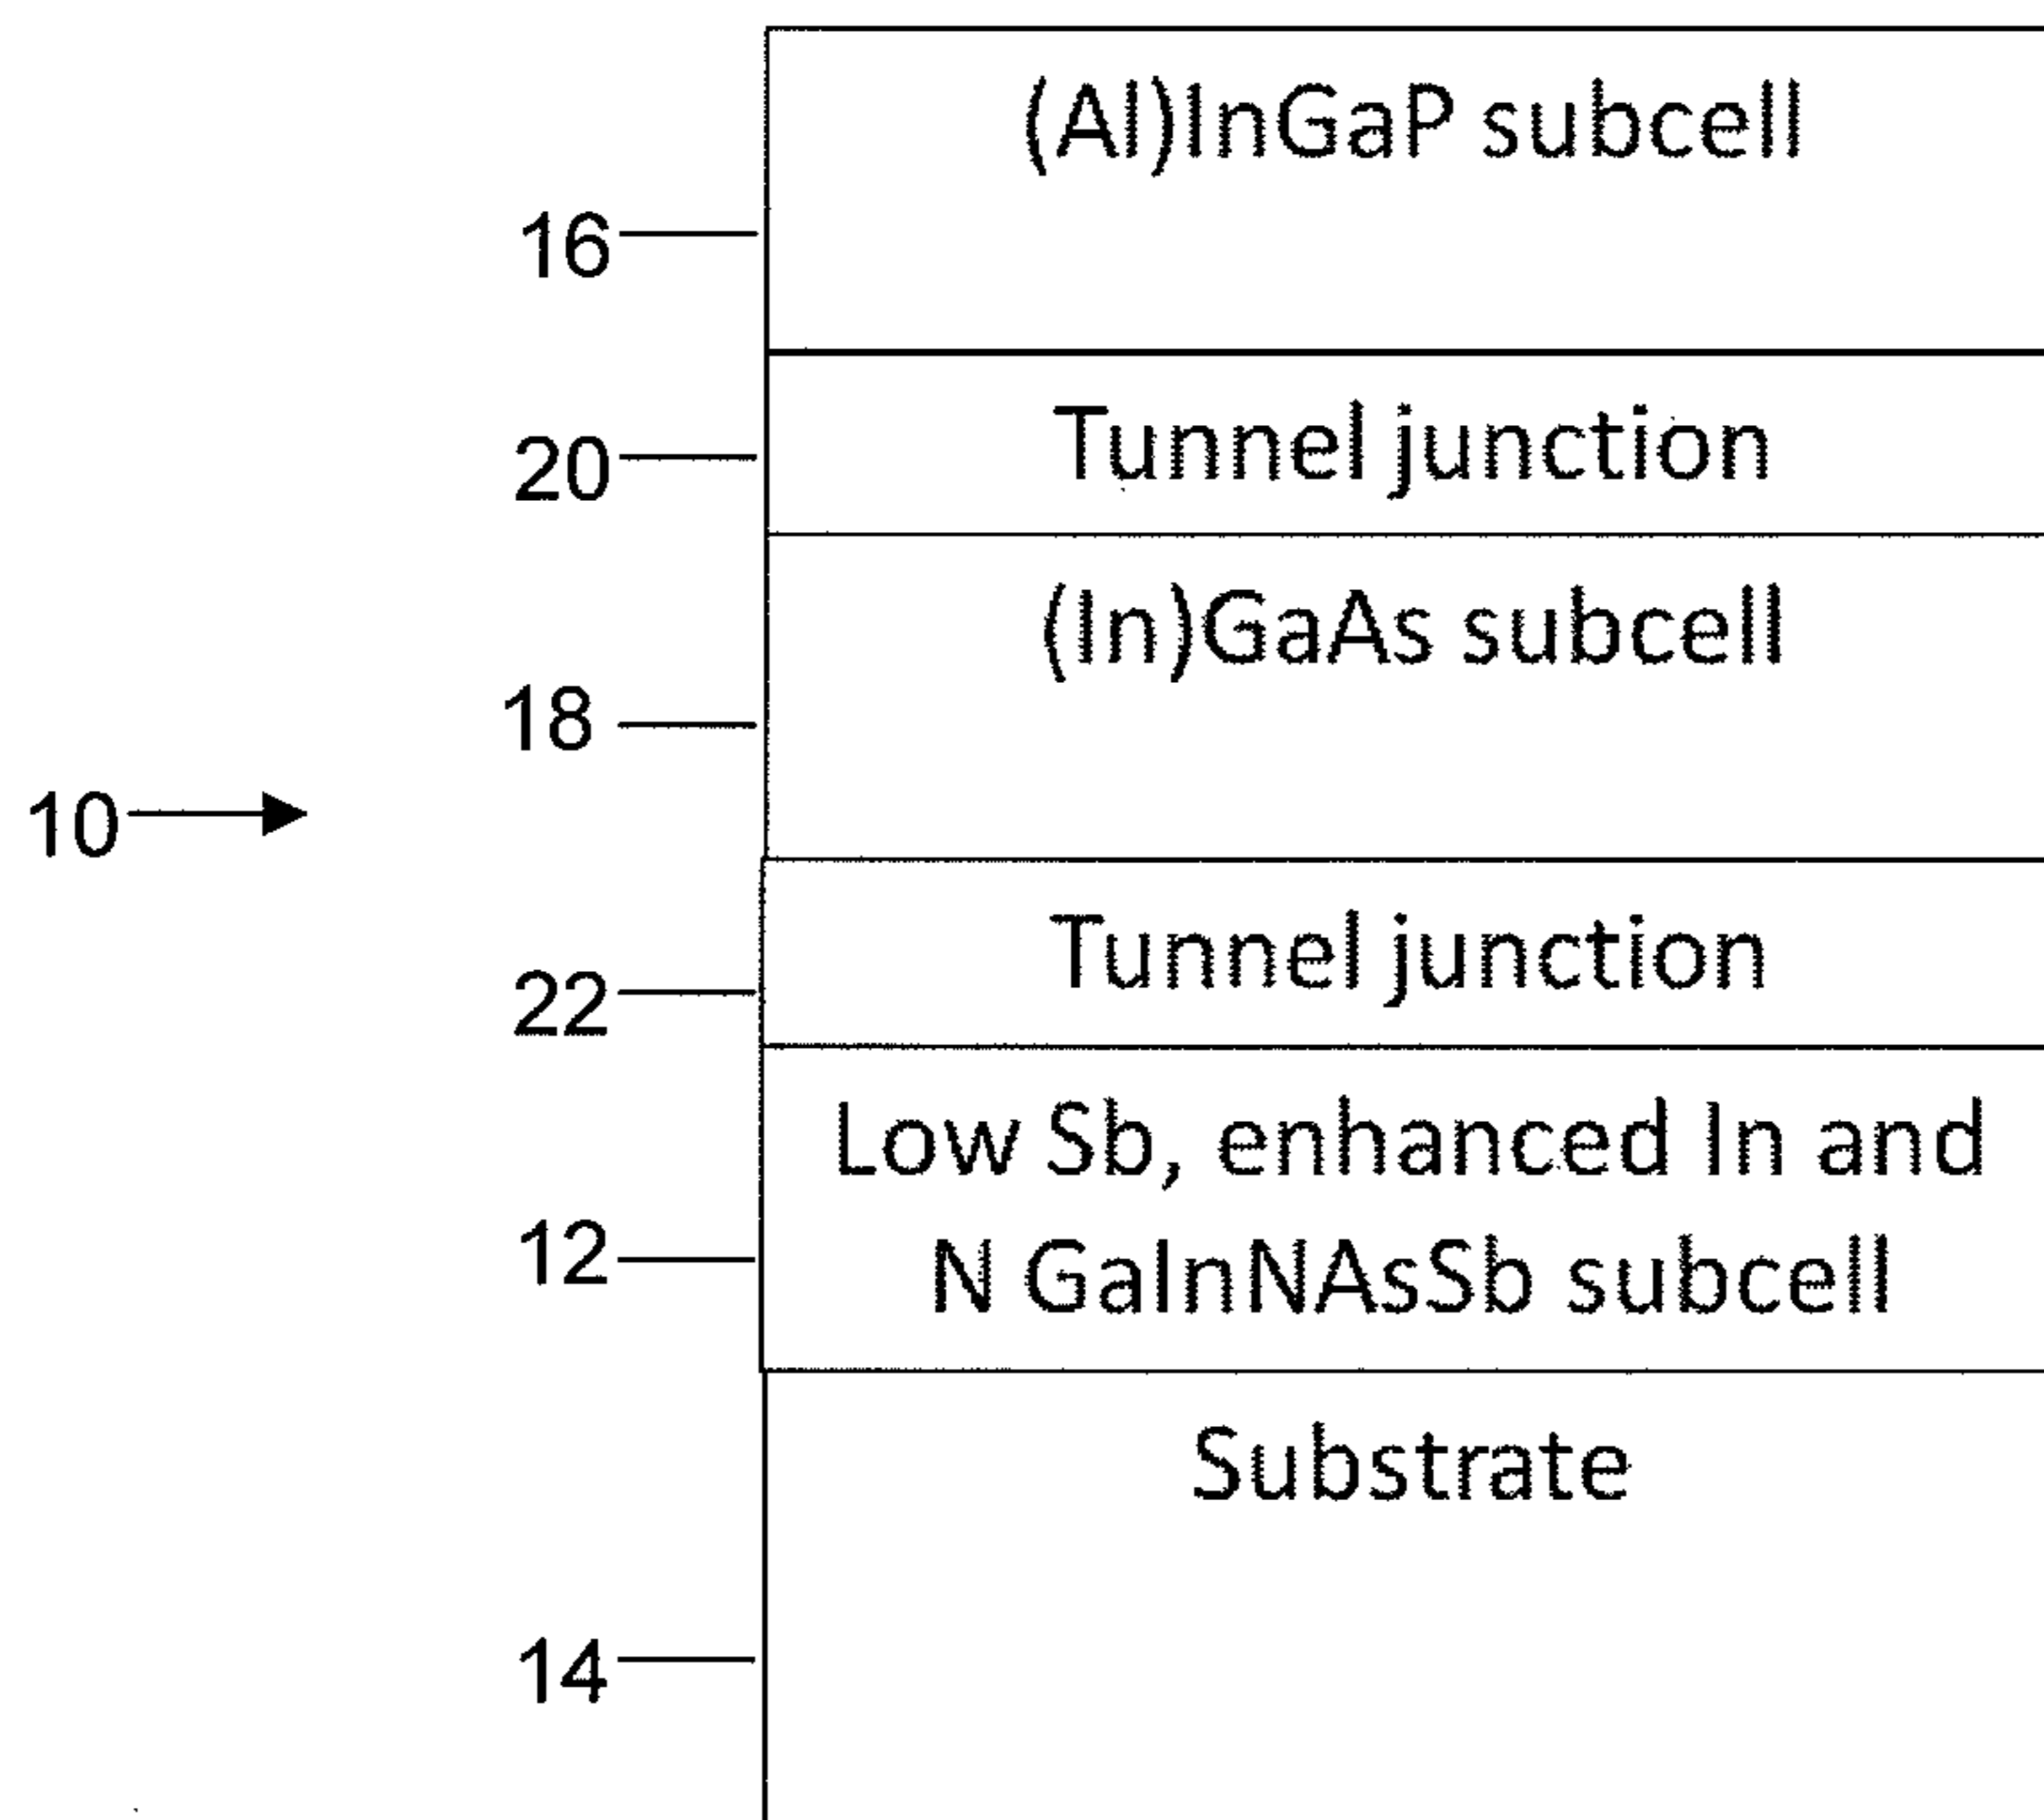 (Al)InGaP subcell
16
20
Tunnel junction
(In)GaAs subcell
18
10
Tunnel junction
22
Low Sb, enhanced In and
12
N GaInNAsSb subcell
Substrate
14